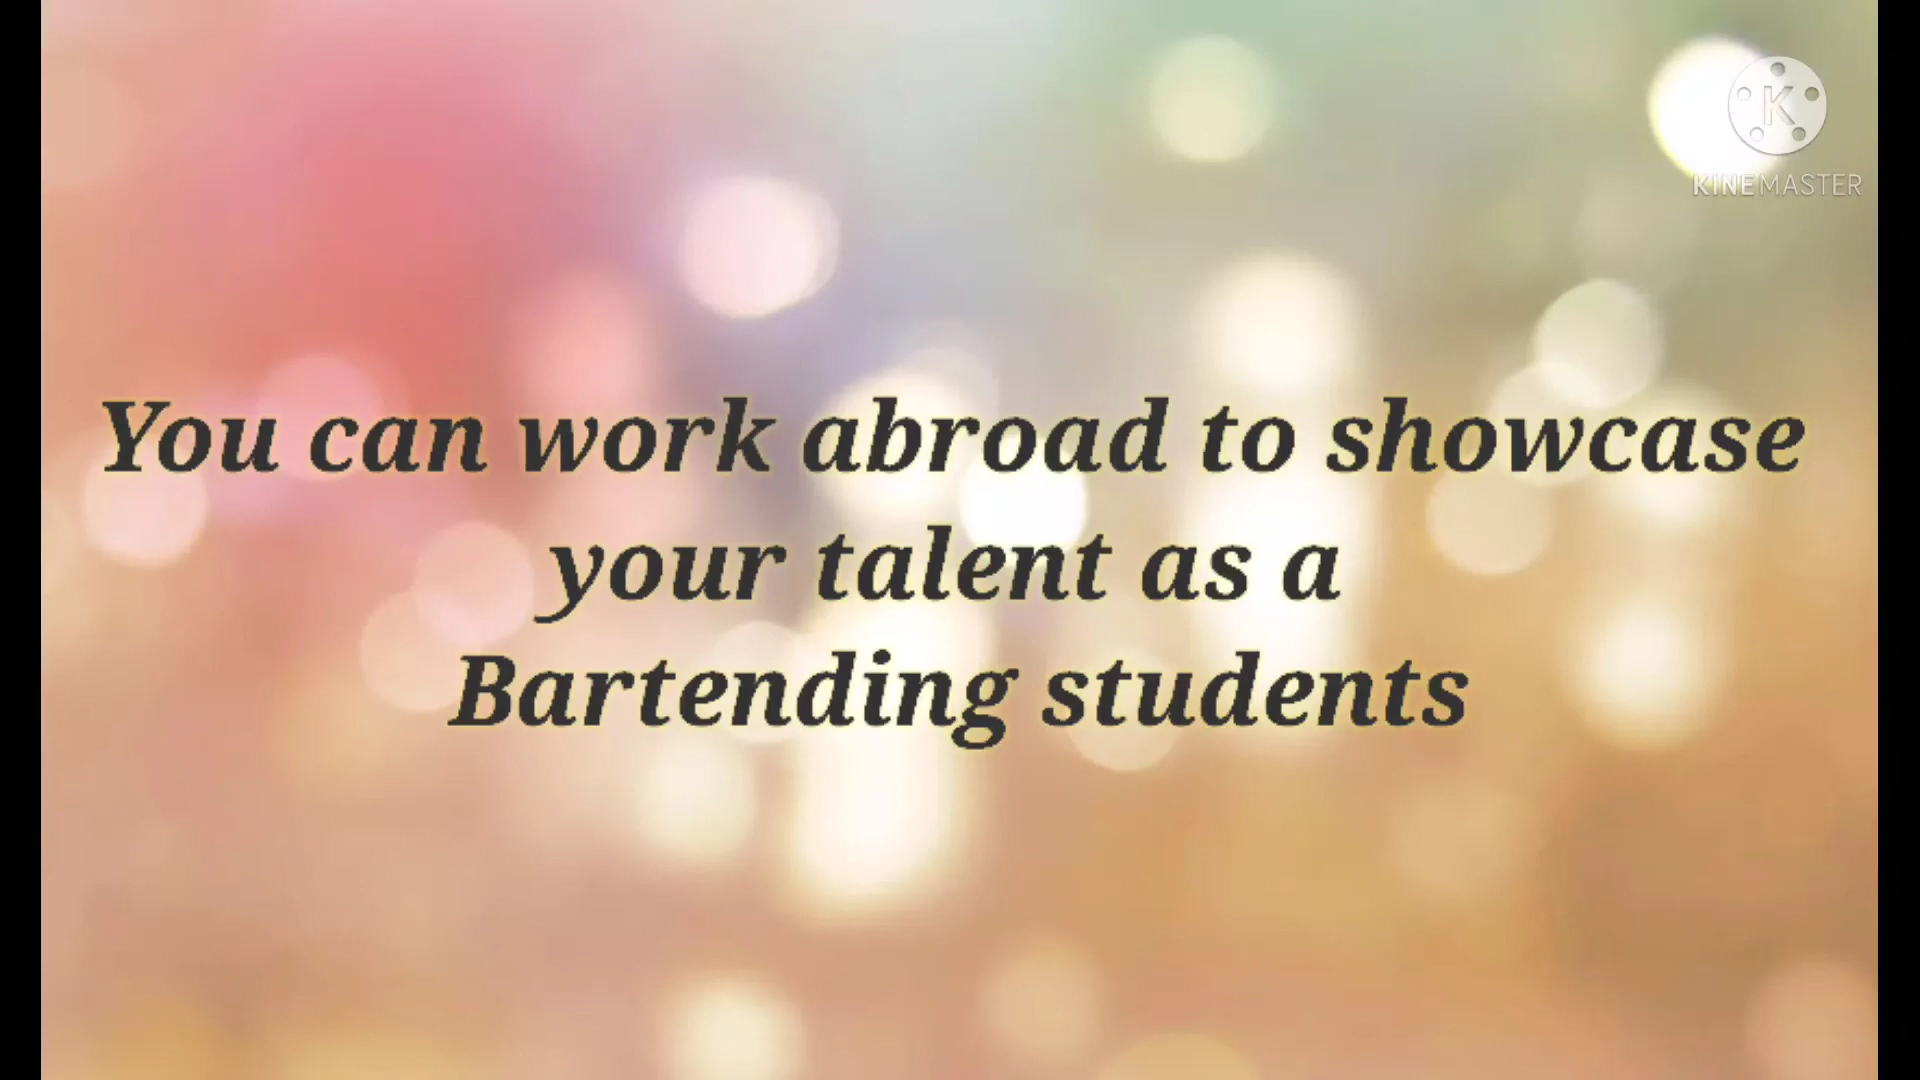 K
KINEMASTER
You can work abroad to showcase
your talent as a
Bartending students